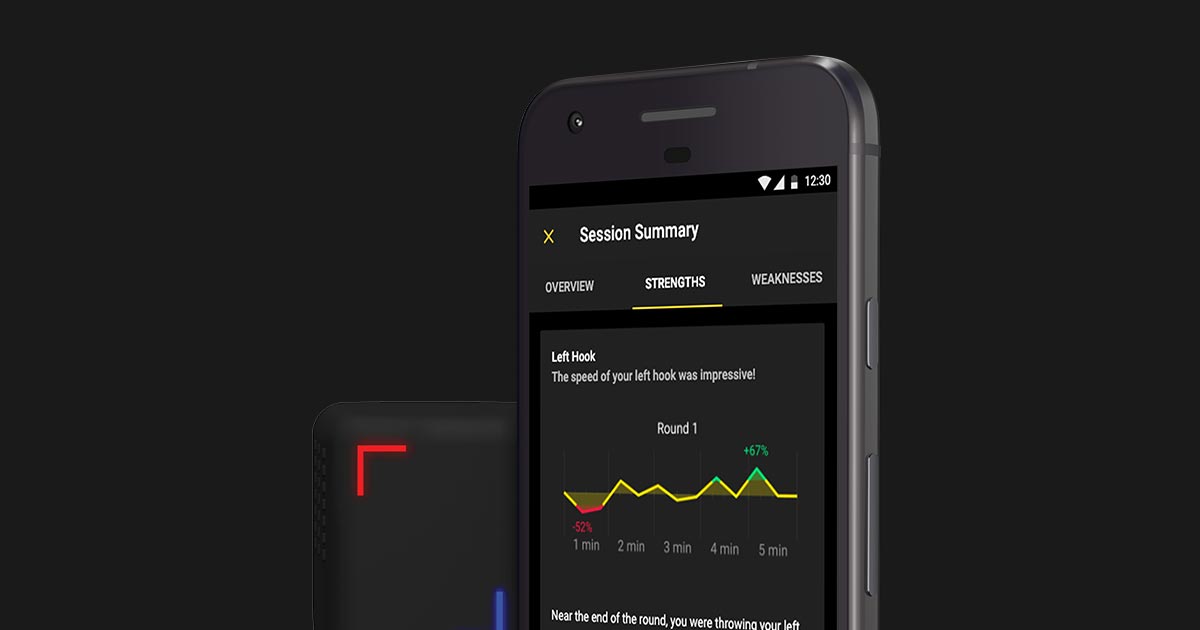 12:30
Session Summary
OVERVIEW STRENGTHS WEAKNESSES
Left Hook
The speed of your left hook was impressive!
Round 1
+67%
-52%
1 min 2 min 3 min 4 min 5 min
Near the end of the round, you were throwing your left